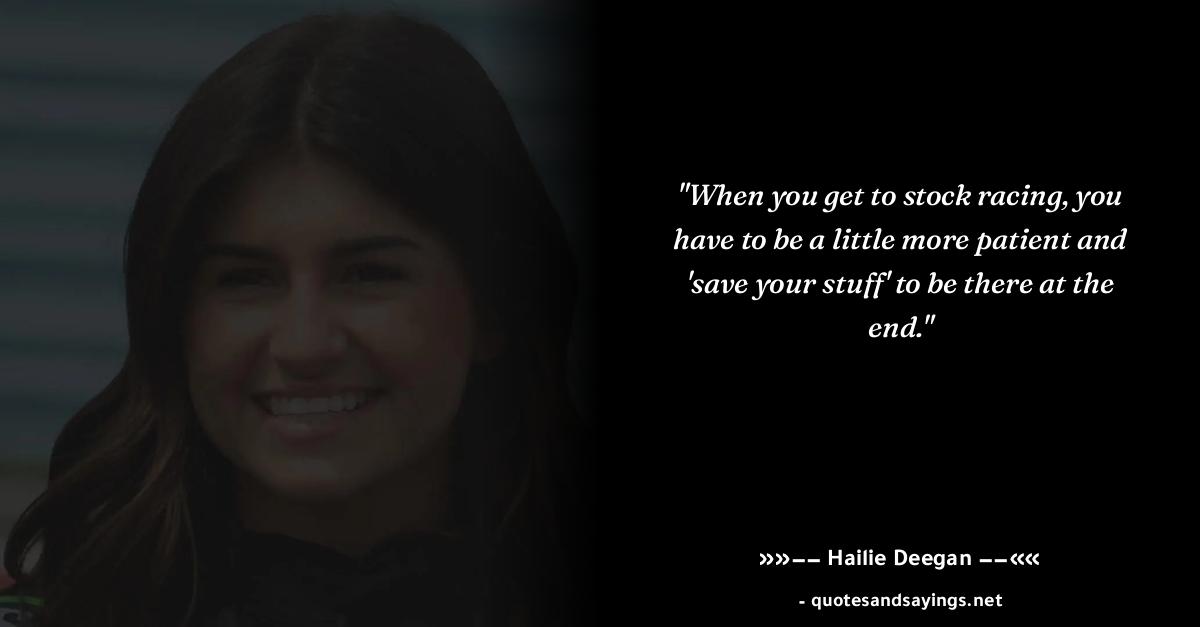 "When you get to stock racing, you
have to be a little more patient and
'save your stuff' to be there at the
end."
»»−− Hailie Deegan −−««
- quotesandsayings.net